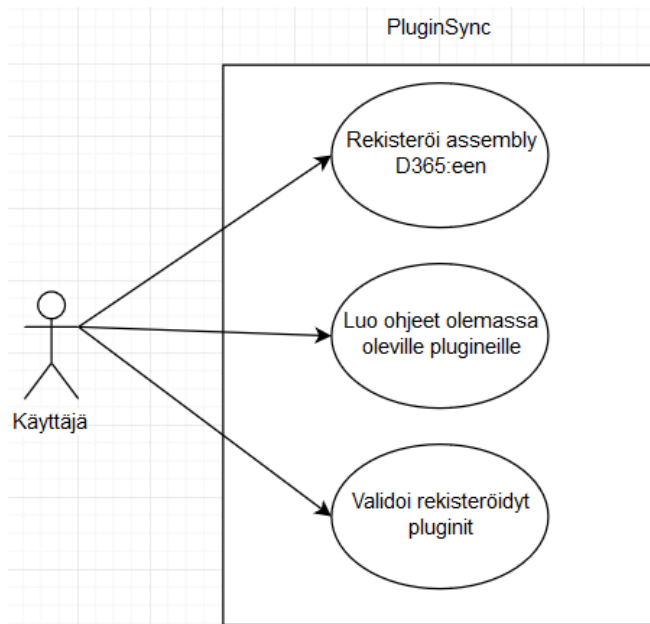 PluginSync
Rekisteröi assembly
D365:een
Luo ohjeet olemassa
oleville plugineille
Käyttäjä
Validoi rekisteröidyt
pluginit